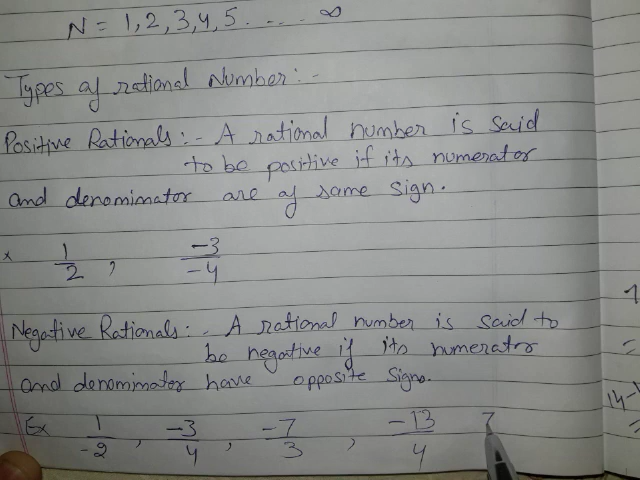 N = 1, 2, 3, 4, 5. . . . . . ∞
Types of rational Number: -
Positive Rationals: - A rational number is said
to be positive if its numerator
and denominator are of same sign.
x 1/2 , -3/-4
Negative Rationals: - A rational number is said to
be negative if its numerator
and denominator have opposite signs.
Ex 1/-2 , -3/4 , -7/3 , -13/4 7